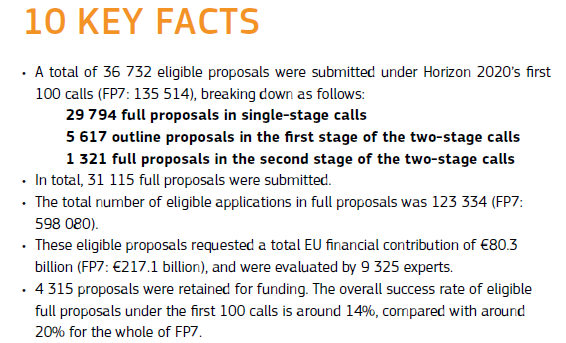 10 KEY FACTS
• A total of 36 732 eligible proposals were submitted under Horizon 2020's first
100 calls (FP7: 135 514), breaking down as follows:
29 794 full proposals in single-stage calls
5 617 outline proposals in the first stage of the two-stage calls
1 321 full proposals in the second stage of the two-stage calls
• In total, 31 115 full proposals were submitted.
• The total number of eligible applications in full proposals was 123 334 (FP7:
598 080).
• These eligible proposals requested a total EU financial contribution of €80.3
billion (FP7: €217.1 billion), and were evaluated by 9 325 experts.
• 4 315 proposals were retained for funding. The overall success rate of eligible
full proposals under the first 100 calls is around 14%, compared with around
20% for the whole of FP7.